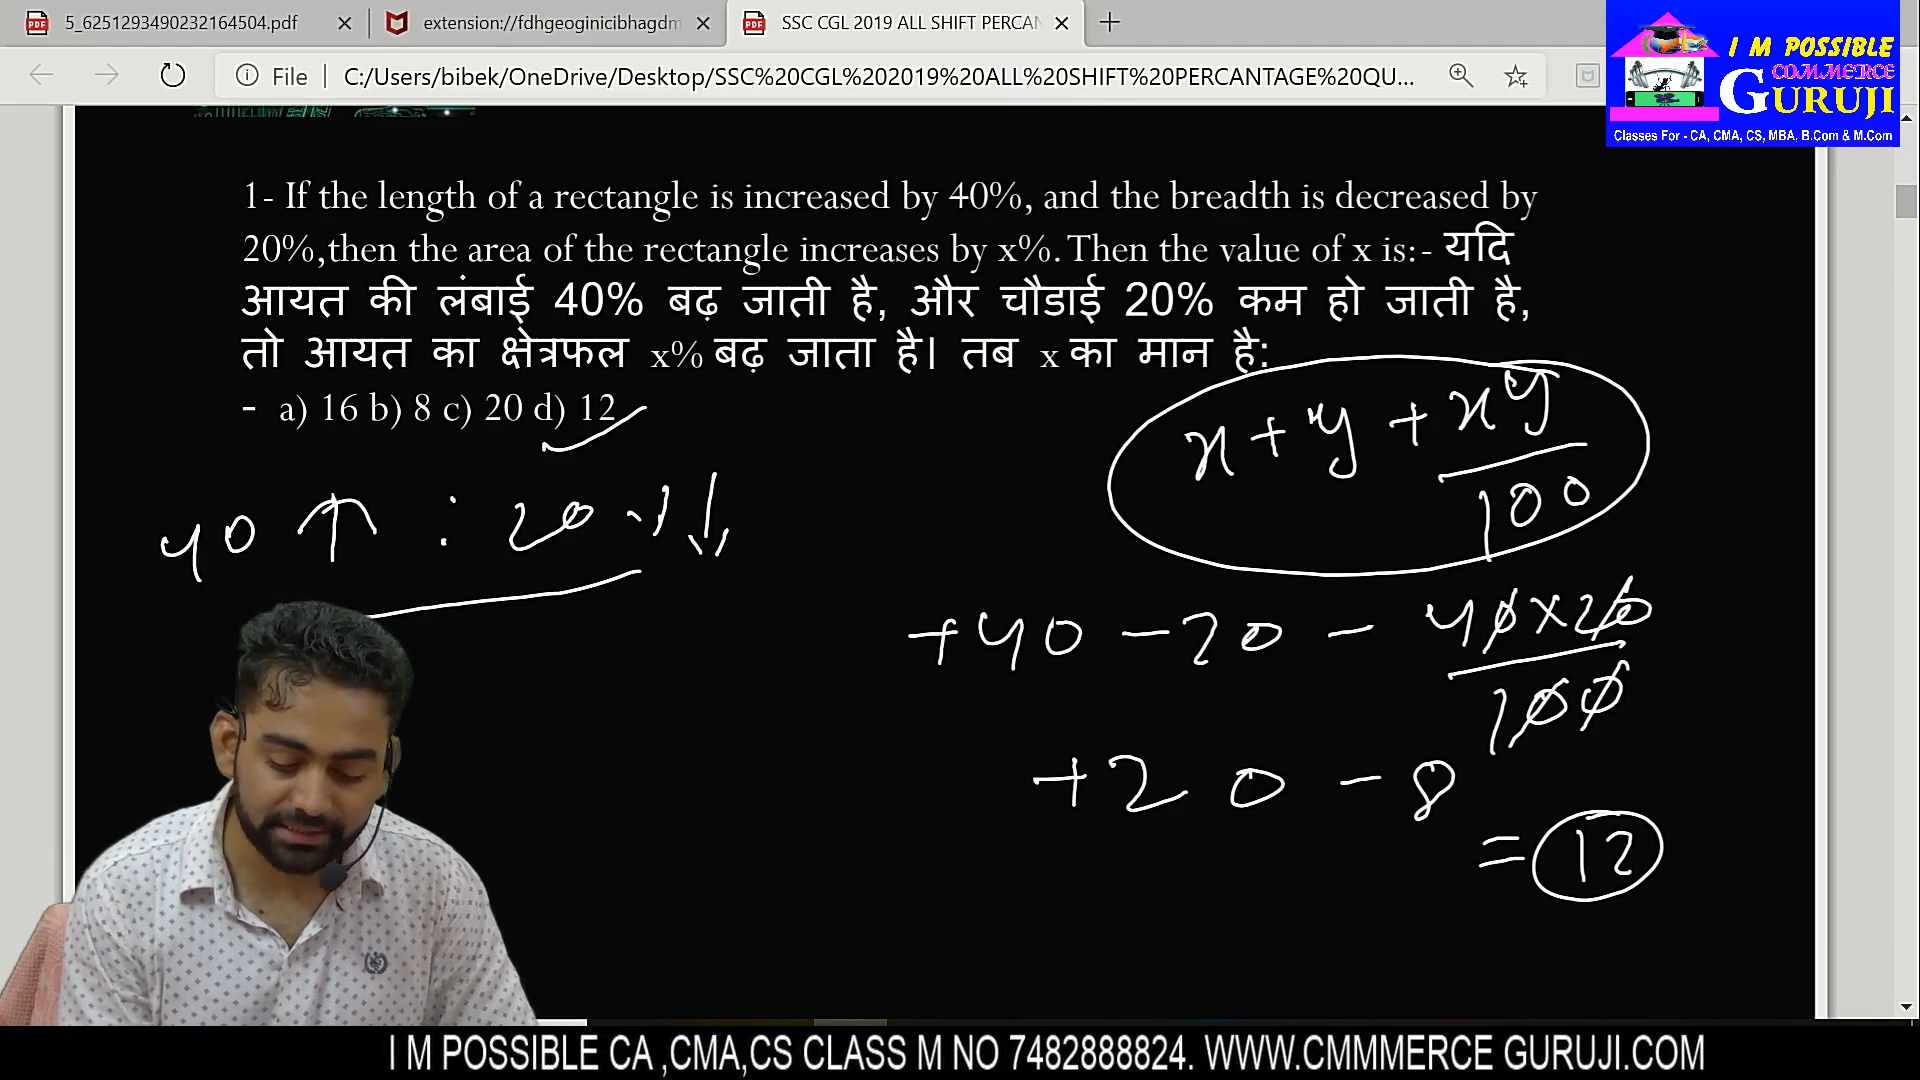 5_6251293490232164504.pdf
extension://fdhgeoginicibhagdm
SSC CGL 2019 ALL SHIFT PERCAN
File
C:/Users/bibek/OneDrive/Desktop/SSC%20CGL%202019%20ALL%20SHIFT%20PERCANTAGE%20QU...
I M POSSIBLE
COMMERCE
GURUJI
Classes For - CA, CMA, CS, MBA, B.Com & M.Com
1- If the length of a rectangle is increased by 40%, and the breadth is decreased by
20%,then the area of the rectangle increases by x%. Then the value of x is:- यदि
आयत की लंबाई 40% बढ़ जाती है, और चौडाई 20% कम हो जाती है,
तो आयत का क्षेत्रफल x% बढ़ जाता है। तब x का मान है:
- a) 16 b) 8 c) 20 d) 12
x + y + xy
100
40 ↑ : 20 % ↓
+40 - 20 - 40x20
100
+20 - 8
= 12
I M POSSIBLE CA ,CMA,CS CLASS M NO 7482888824. WWW.CMMMERCE GURUJI.COM